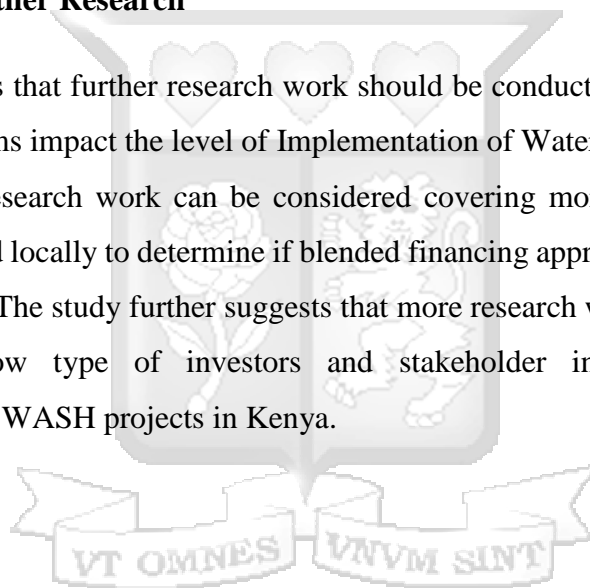 ther Research
s that further research work should be conduct
ns impact the level of Implementation of Water
esearch work can be considered covering mor
d locally to determine if blended financing appr
The study further suggests that more research w
ow type of investors and stakeholder in
WASH projects in Kenya.
VT OMNES VNVM SINT